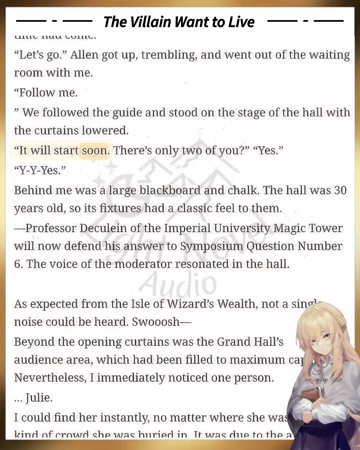 The Villain Want to Live
time had come.
“Let’s go.” Allen got up, trembling, and went out of the waiting
room with me.
“Follow me.
” We followed the guide and stood on the stage of the hall with
the curtains lowered.
“It will start soon. There’s only two of you?” “Yes.”
“Y-Y-Yes.”
Behind me was a large blackboard and chalk. The hall was 30
years old, so its fixtures had a classic feel to them.
—Professor Deculein of the Imperial University Magic Tower
will now defend his answer to Symposium Question Number
6. The voice of the moderator resonated in the hall.
As expected from the Isle of Wizard’s Wealth, not a single
noise could be heard. Swooosh—
Beyond the opening curtains was the Grand Hall’s
audience area, which had been filled to maximum
Nevertheless, I immediately noticed one person.
... Julie.
I could find her instantly, no matter where she was
kind of crowd she was buried in. It was due to the
Light Novel
Audio